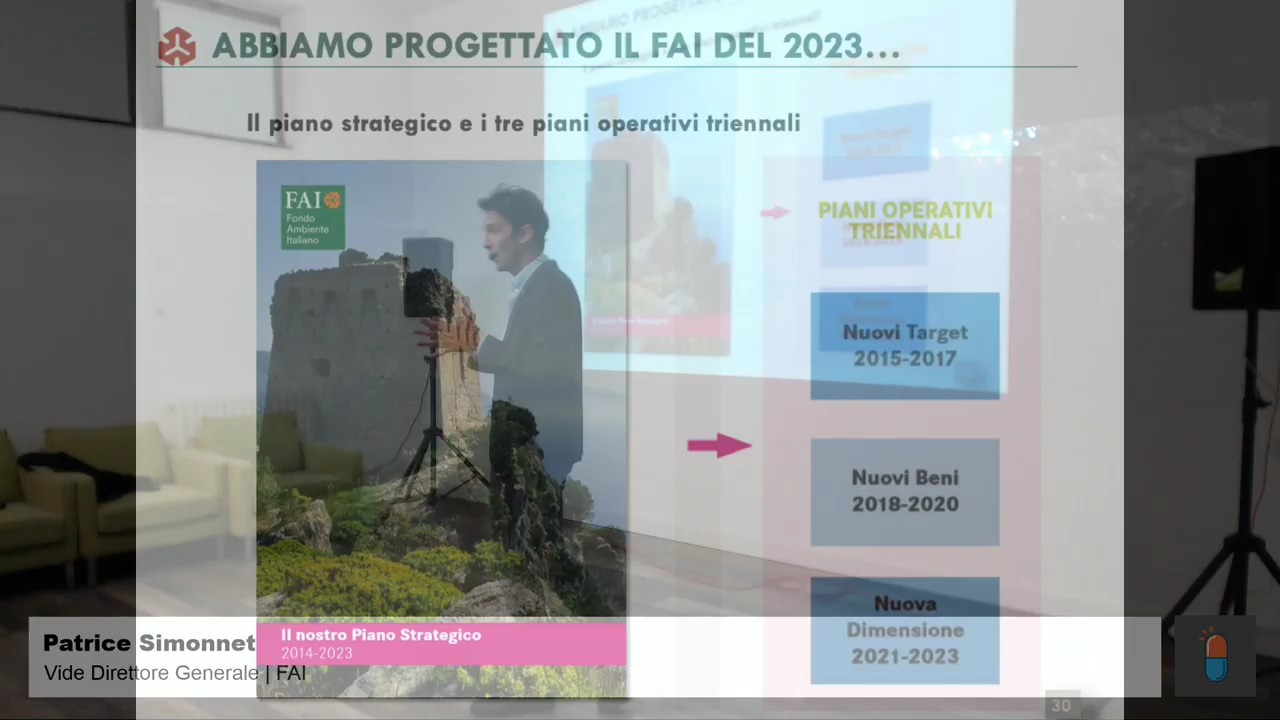 ABBIAMO PROGETTATO IL FAI DEL 2023...
Il piano strategico e i tre piani operativi triennali
FAI
Fondo
Ambiente
Italiano
PIANI OPERATIVI
TRIENNALI
Nuovi Target
2015-2017
Nuovi Beni
2018-2020
Nuova
Dimensione
2021-2023
Il nostro Piano Strategico
2014-2023
Patrice Simonnet
Vide Direttore Generale | FAI
30